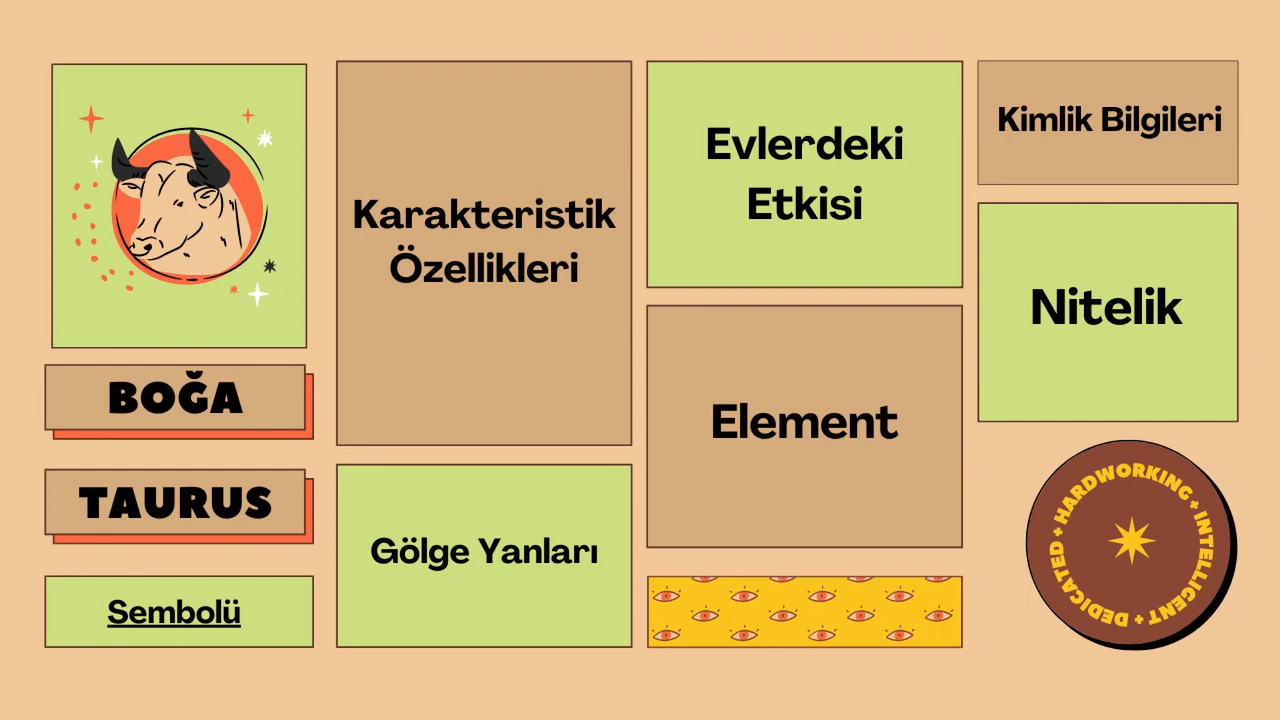 BOĞA
TAURUS
Sembolü
Karakteristik
Özellikleri
Gölge Yanları
Evlerdeki
Etkisi
Element
Kimlik Bilgileri
Nitelik
HARDWORKING + INTELLIGENT + DEDICATED +